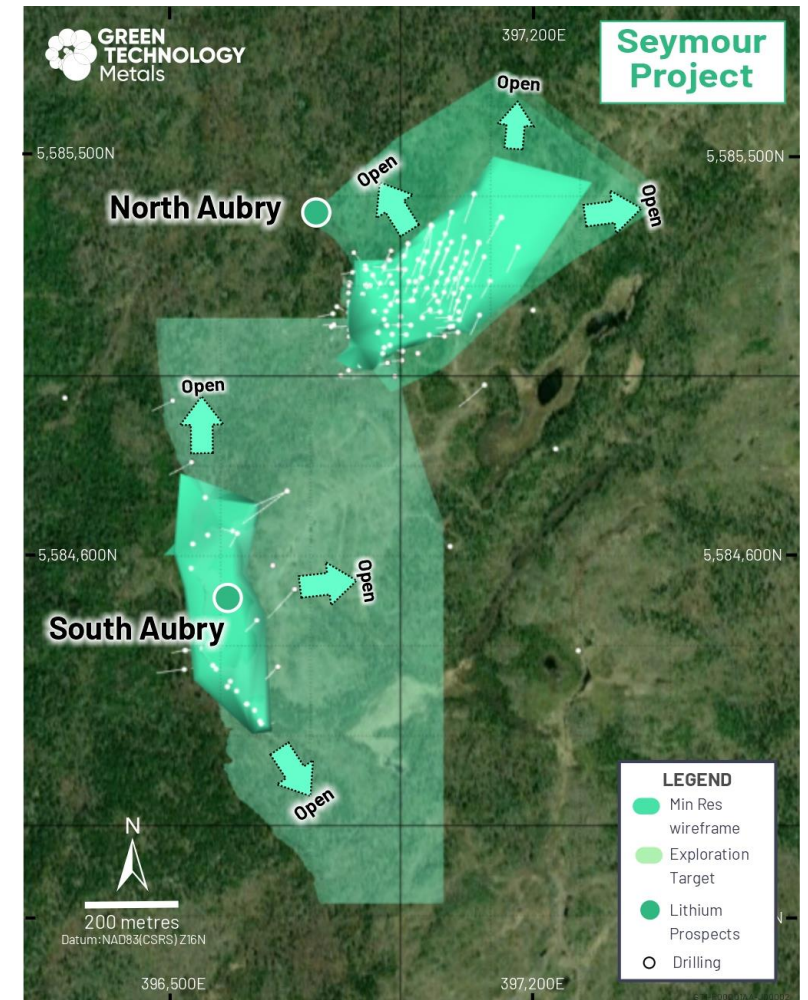 GREEN
TECHNOLOGY
Metals
397,200E
Seymour
Project
Open
5,585,500N
5,585,500N
Open
Open
North Aubry
Open
5,584,600N
5,584,600N
Open
South Aubry
Open
LEGEND
Min Res
wireframe
Exploration
Target
Lithium
Prospects
Drilling
N
200 metres
Datum:NAD83(CSRS) Z16N
N
396,500E
397,200E